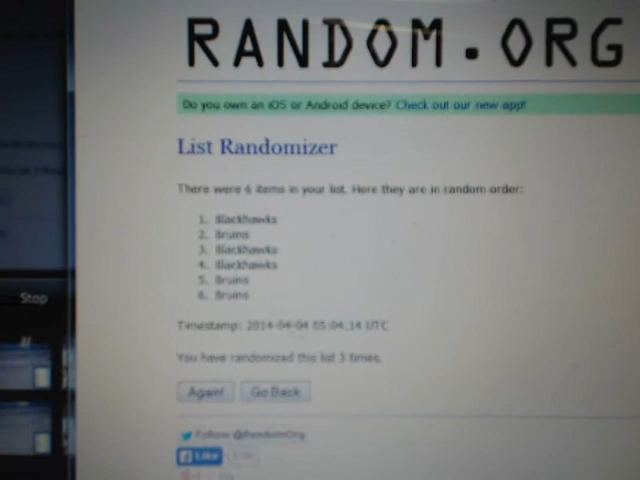 RANDOM.ORG
Do you own an iOS or Android device? Check out our new app!
List Randomizer
There were 6 items in your list. Here they are in random order:
1. Blackhawks
2. Bruins
3. Blackhawks
4. Blackhawks
5. Bruins
6. Bruins
Timestamp: 2014-04-04 05:04:14 UTC
You have randomized this list 3 times.
Again! Go Back
Follow @RandomOrg
Like
Stop